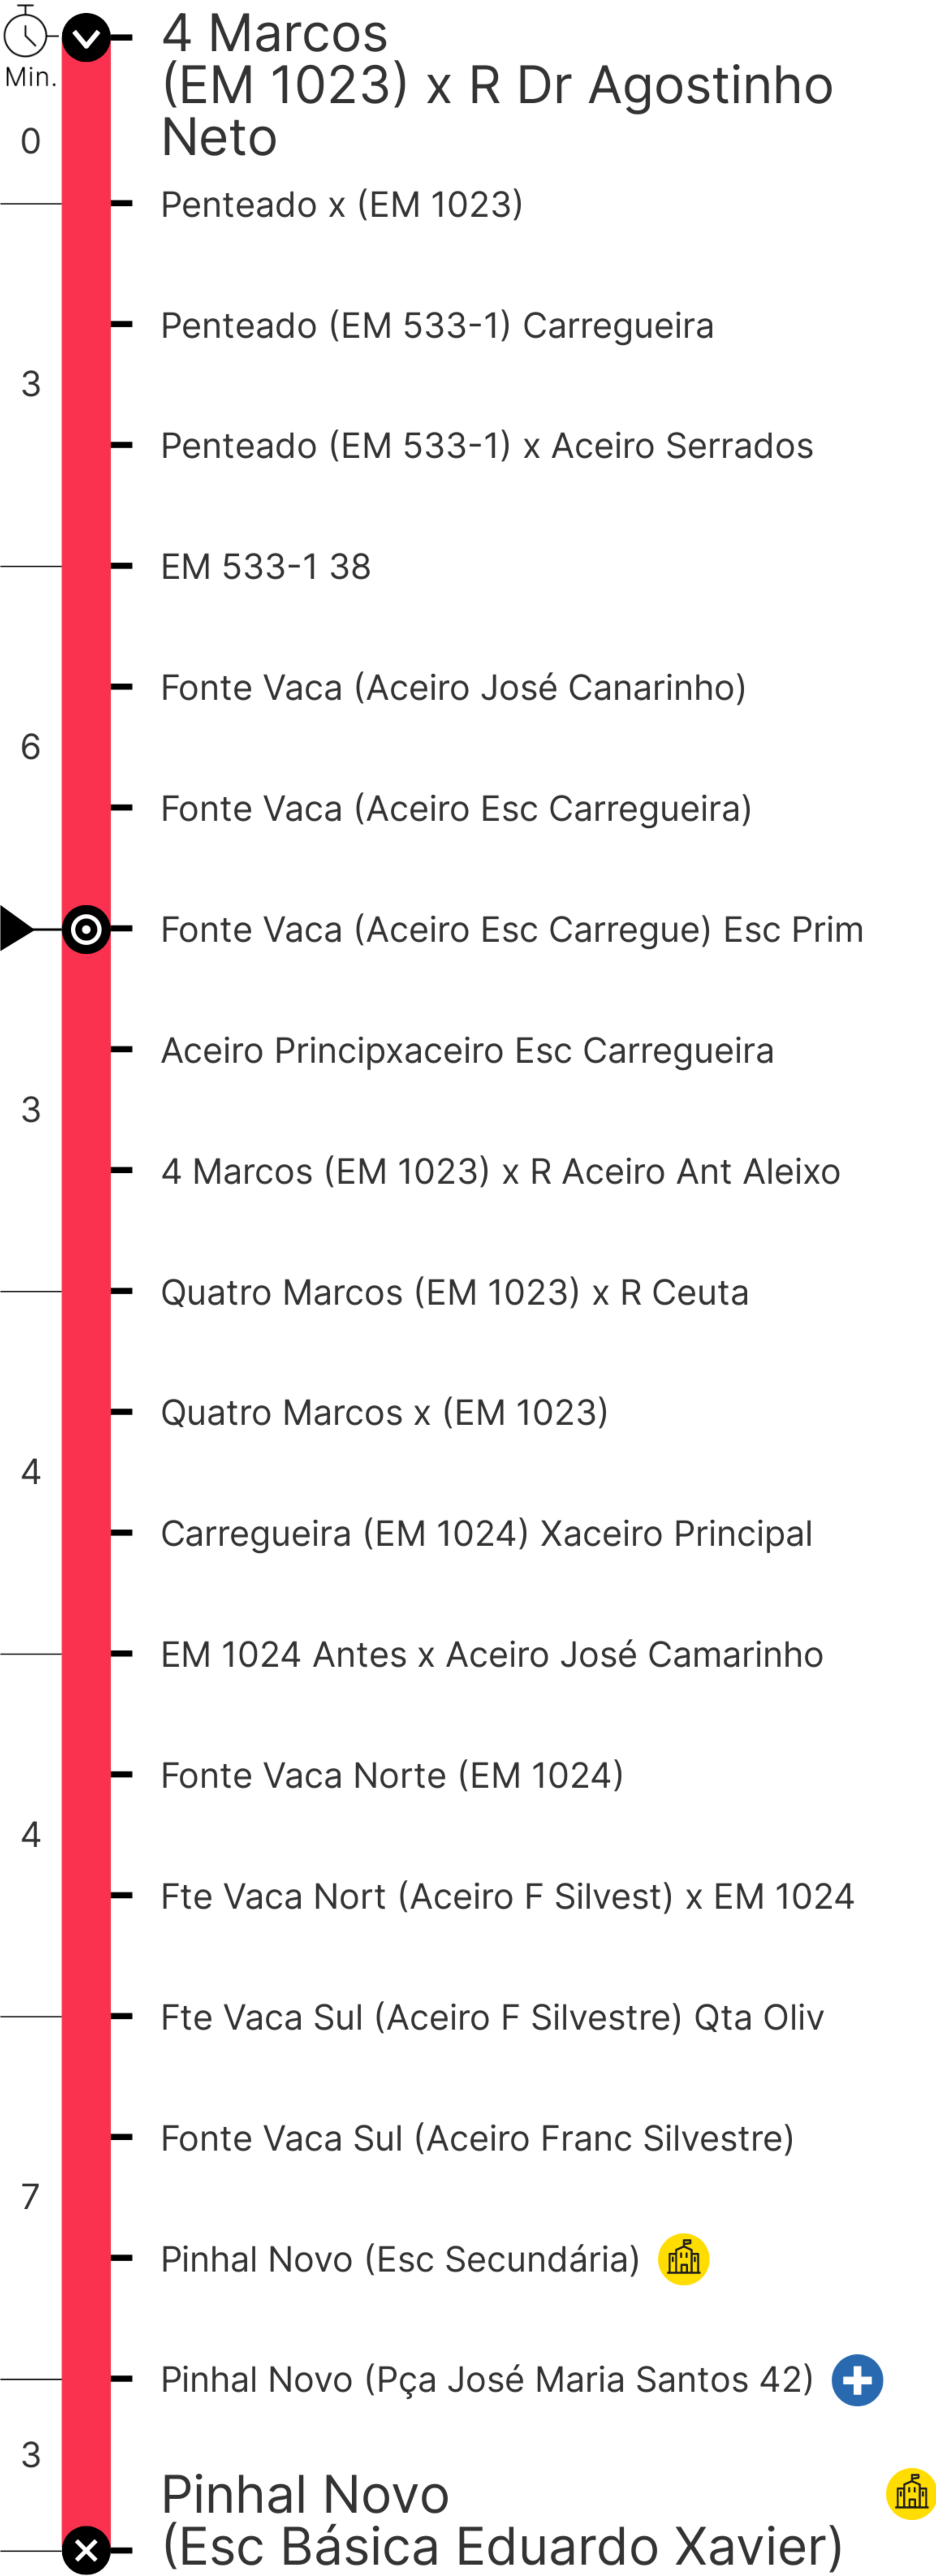 4 Marcos
Min.
(EM 1023) x R Dr Agostinho
0
Neto
Penteado x (EM 1023)
Penteado (EM 533-1) Carregueira
3
Penteado (EM 533-1) x Aceiro Serrados
EM 533-1 38
Fonte Vaca (Aceiro José Canarinho)
6
Fonte Vaca (Aceiro Esc Carregueira)
Fonte Vaca (Aceiro Esc Carregue) Esc Prim
Aceiro Principxaceiro Esc Carregueira
3
4 Marcos (EM 1023) x R Aceiro Ant Aleixo
Quatro Marcos (EM 1023) x R Ceuta
Quatro Marcos x (EM 1023)
4
Carregueira (EM 1024) Xaceiro Principal
EM 1024 Antes x Aceiro José Camarinho
Fonte Vaca Norte (EM 1024)
4
Fte Vaca Nort (Aceiro F Silvest) x EM 1024
Fte Vaca Sul (Aceiro F Silvestre) Qta Oliv
Fonte Vaca Sul (Aceiro Franc Silvestre)
7
Pinhal Novo (Esc Secundária)
Pinhal Novo (Pça José Maria Santos 42)
3
Pinhal Novo
(Esc Básica Eduardo Xavier)